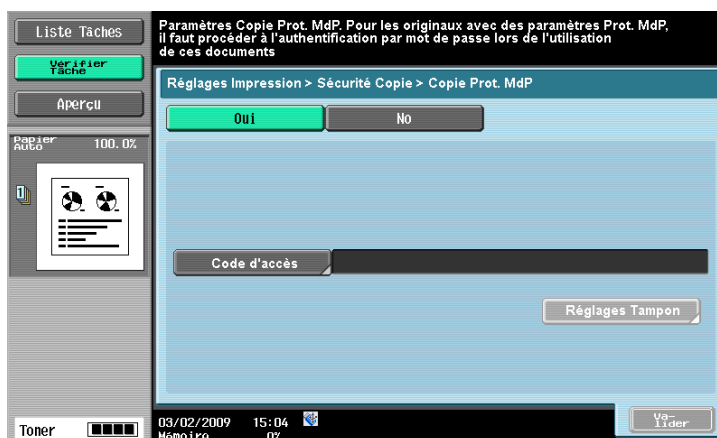 Liste Tâches
Vérifier
Tâche
Aperçu
Papier
Auto
100.0%
1
Toner
Paramètres Copie Prot. MdP. Pour les originaux avec des paramètres Prot. MdP,
il faut procéder à l'authentification par mot de passe lors de l'utilisation
de ces documents
Réglages Impression > Sécurité Copie > Copie Prot. MdP
Oui
No
Code d'accès
Réglages Tampon
03/02/2009 15:04
Mémoire 0%
Va-
lider